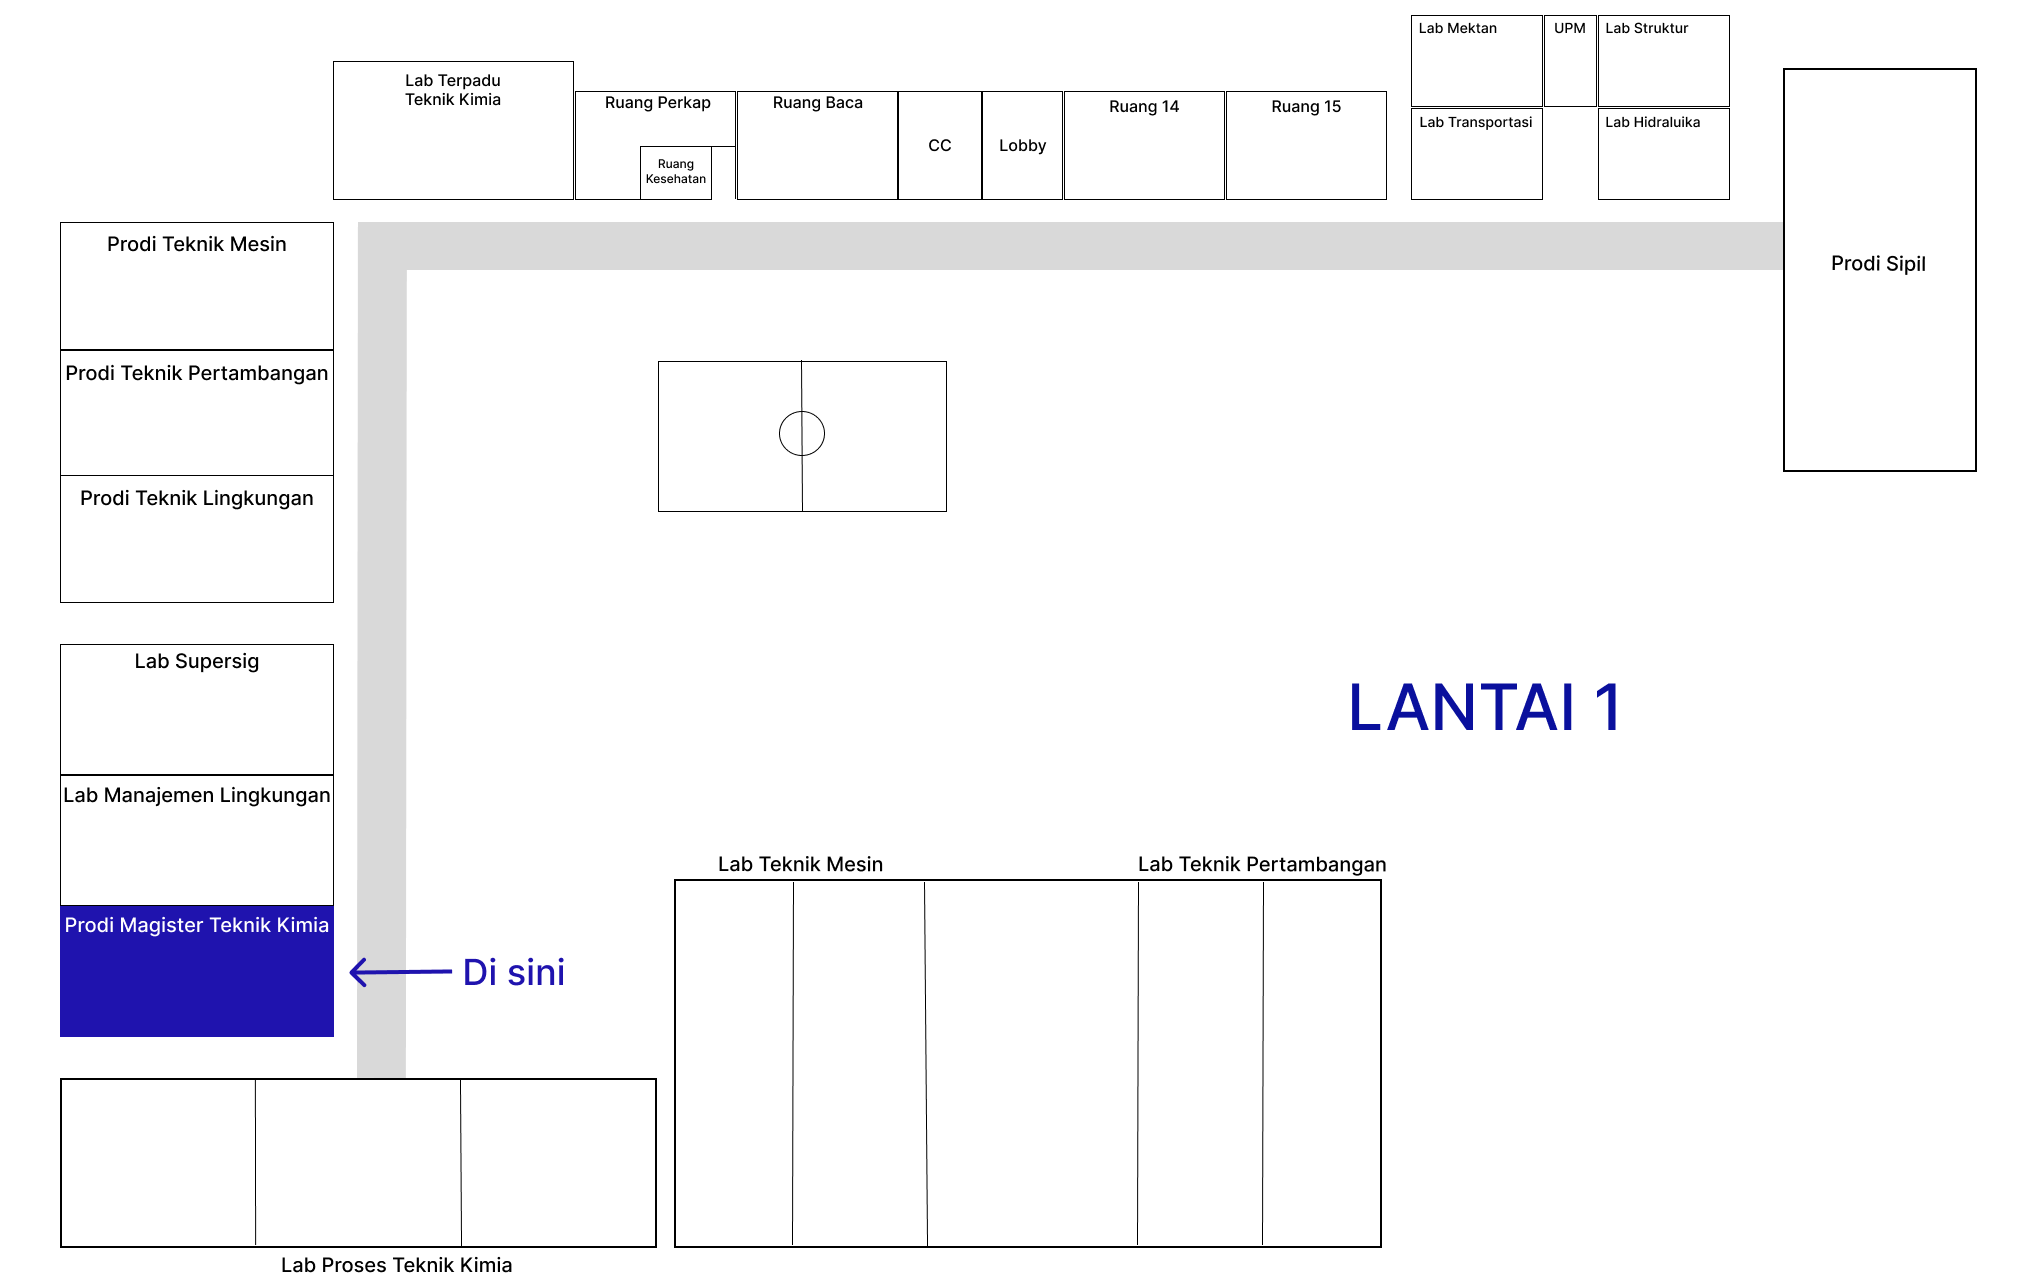 Lab Mektan
UPM
Lab Struktur
Lab Terpadu
Teknik Kimia
Ruang Perkap
Ruang Baca
Ruang 14
Ruang 15
Lab Transportasi
Lab Hidraluika
CC
Lobby
Ruang
Kesehatan
Prodi Teknik Mesin
Prodi Sipil
Prodi Teknik Pertambangan
Prodi Teknik Lingkungan
Lab Supersig
LANTAI 1
Lab Manajemen Lingkungan
Lab Teknik Mesin
Lab Teknik Pertambangan
Prodi Magister Teknik Kimia
Di sini
Lab Proses Teknik Kimia